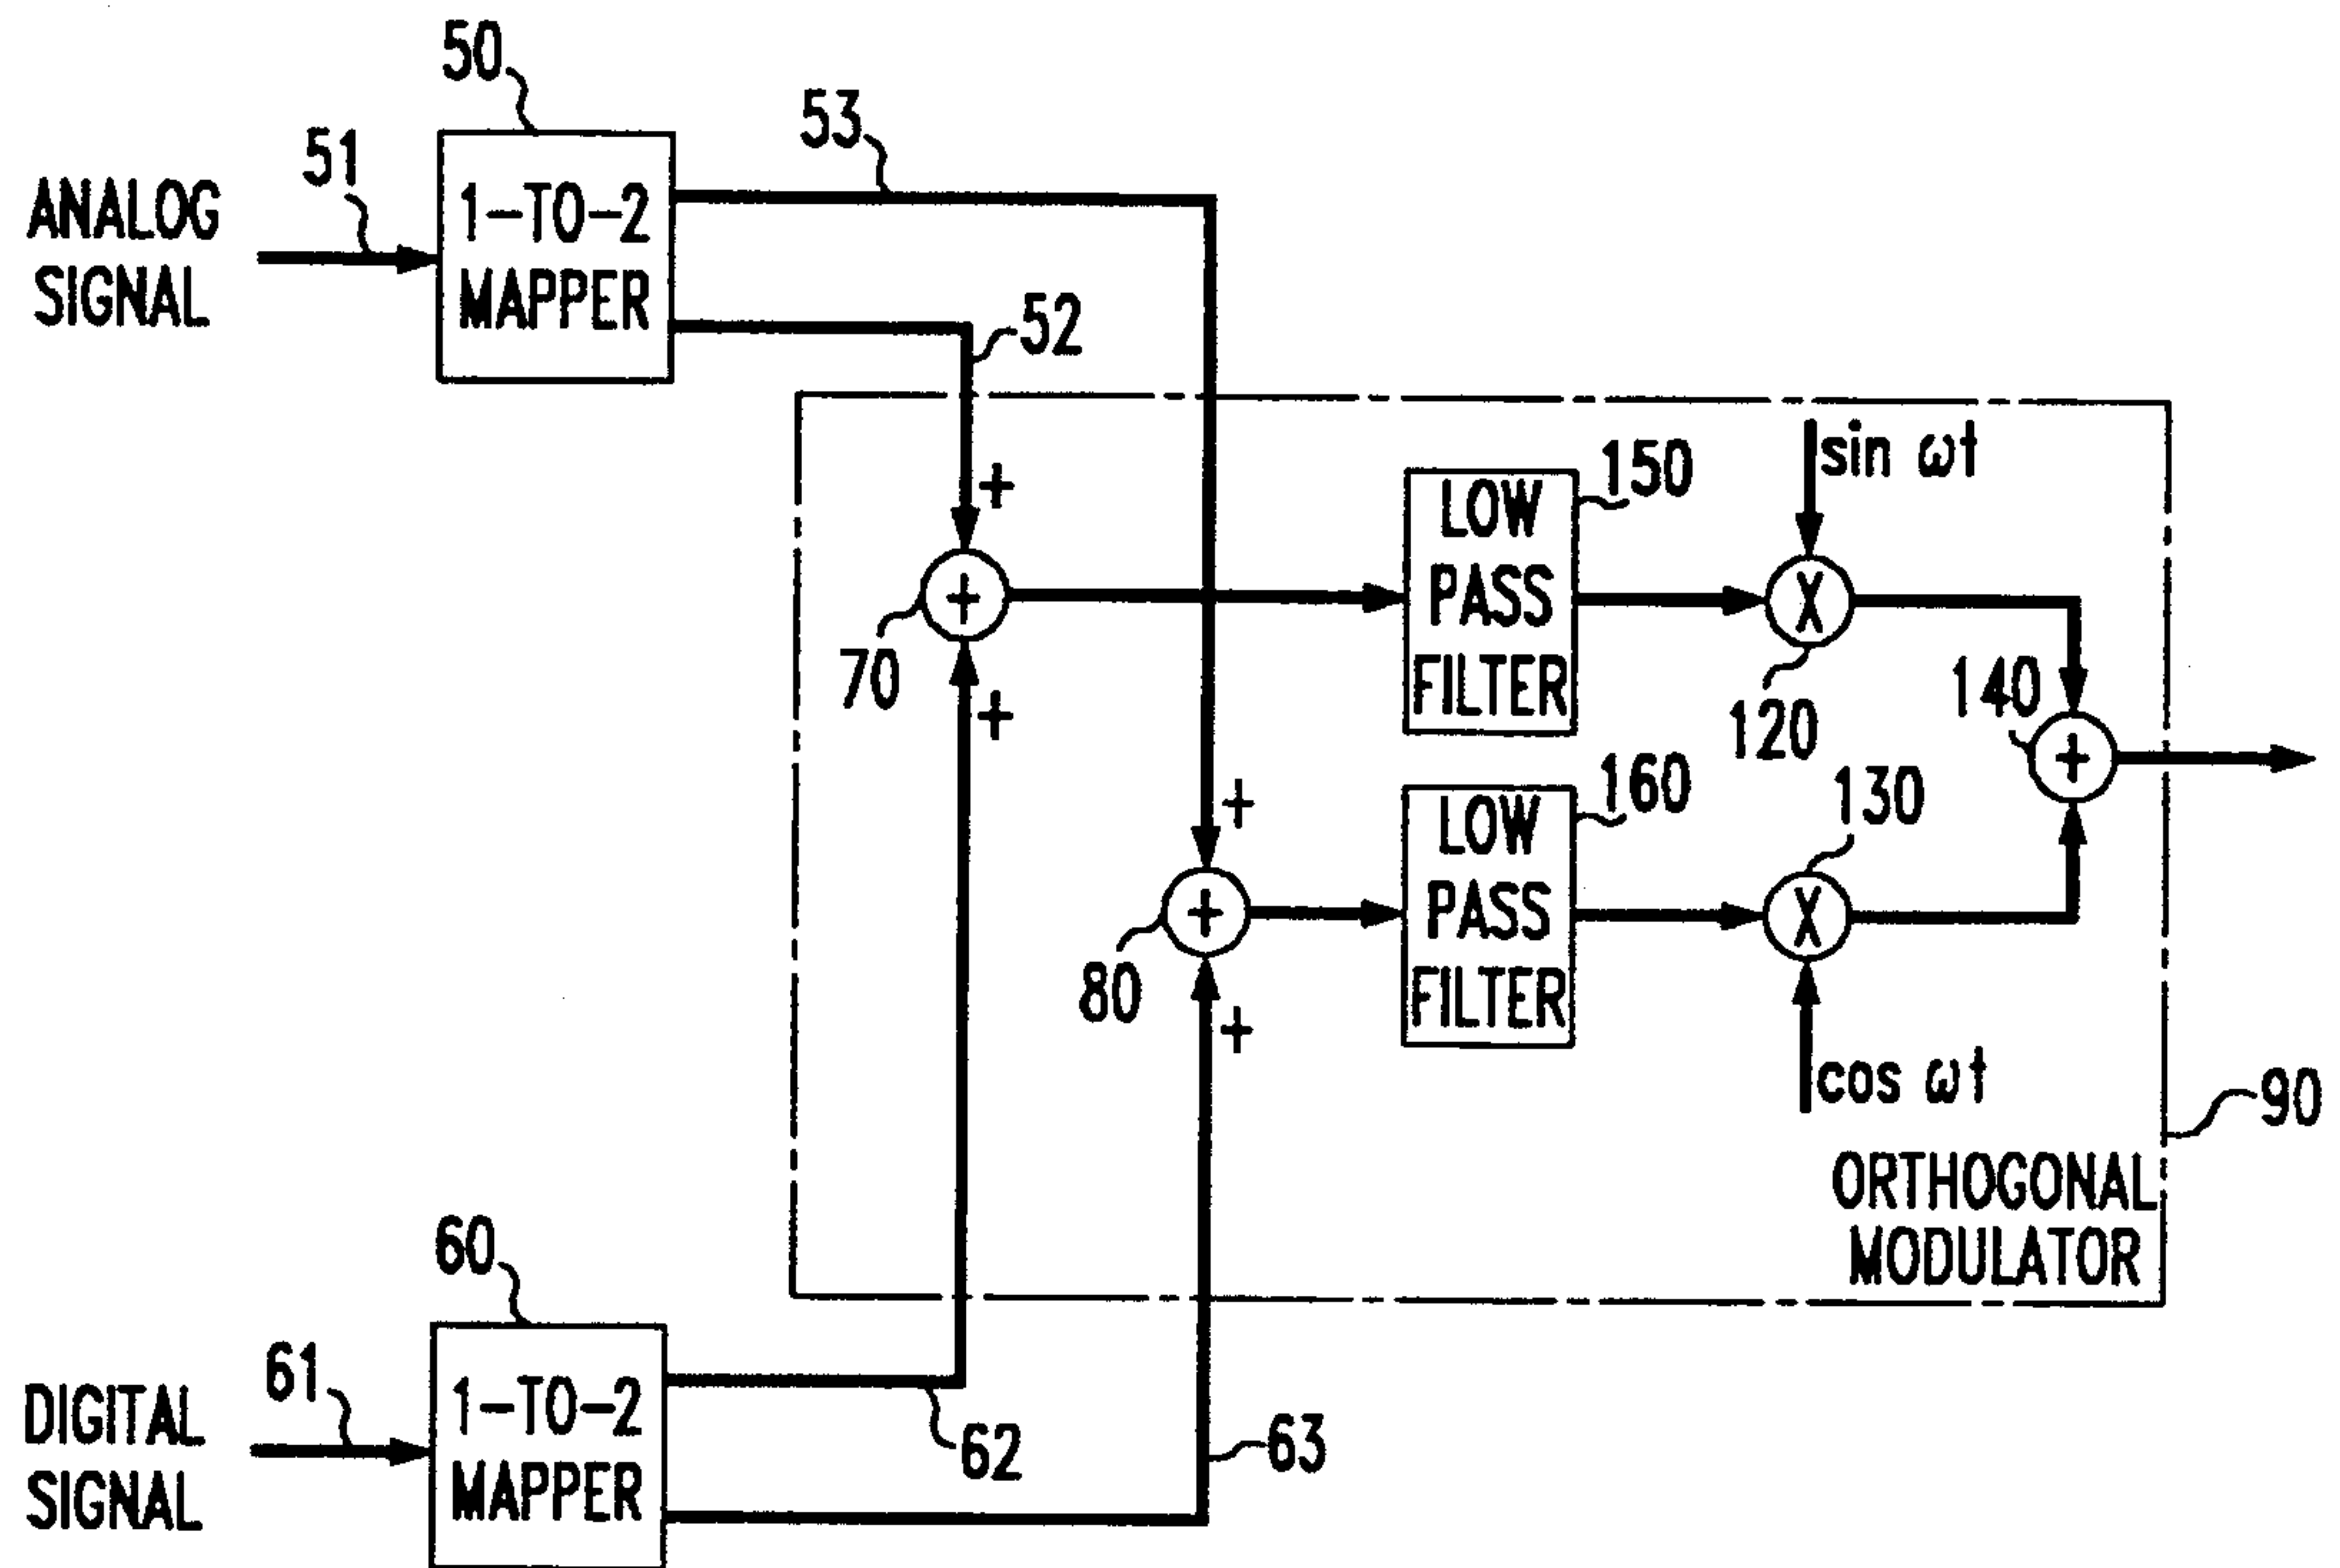 50
53
51
ANALOG
SIGNAL
1-TO-2
MAPPER
52
+
sin ωt
150
LOW
PASS
FILTER
+
X
70
+
120
140
+
160
130
+
LOW
PASS
FILTER
+
X
80
+
cos ωt
90
ORTHOGONAL
MODULATOR
60
61
DIGITAL
SIGNAL
1-TO-2
MAPPER
62
63